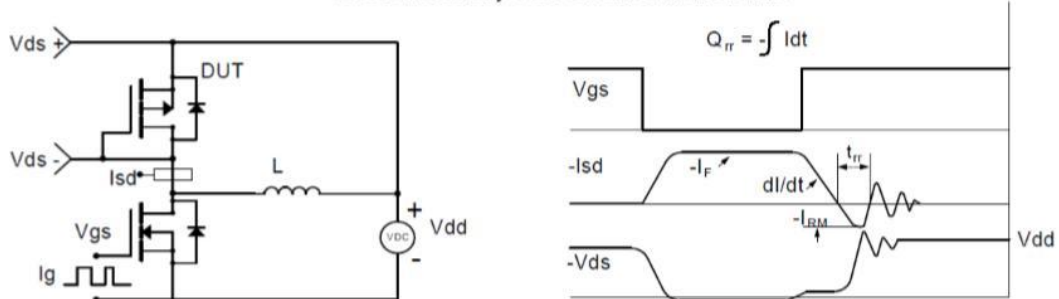 Vds +
DUT
Vds -
Isd
L
Vgs
+
VDC
Vdd
-
Ig
Qrr = -∫ Idt
Vgs
-Isd
-IF
trr
dI/dt
-IRM
Vdd
-Vds